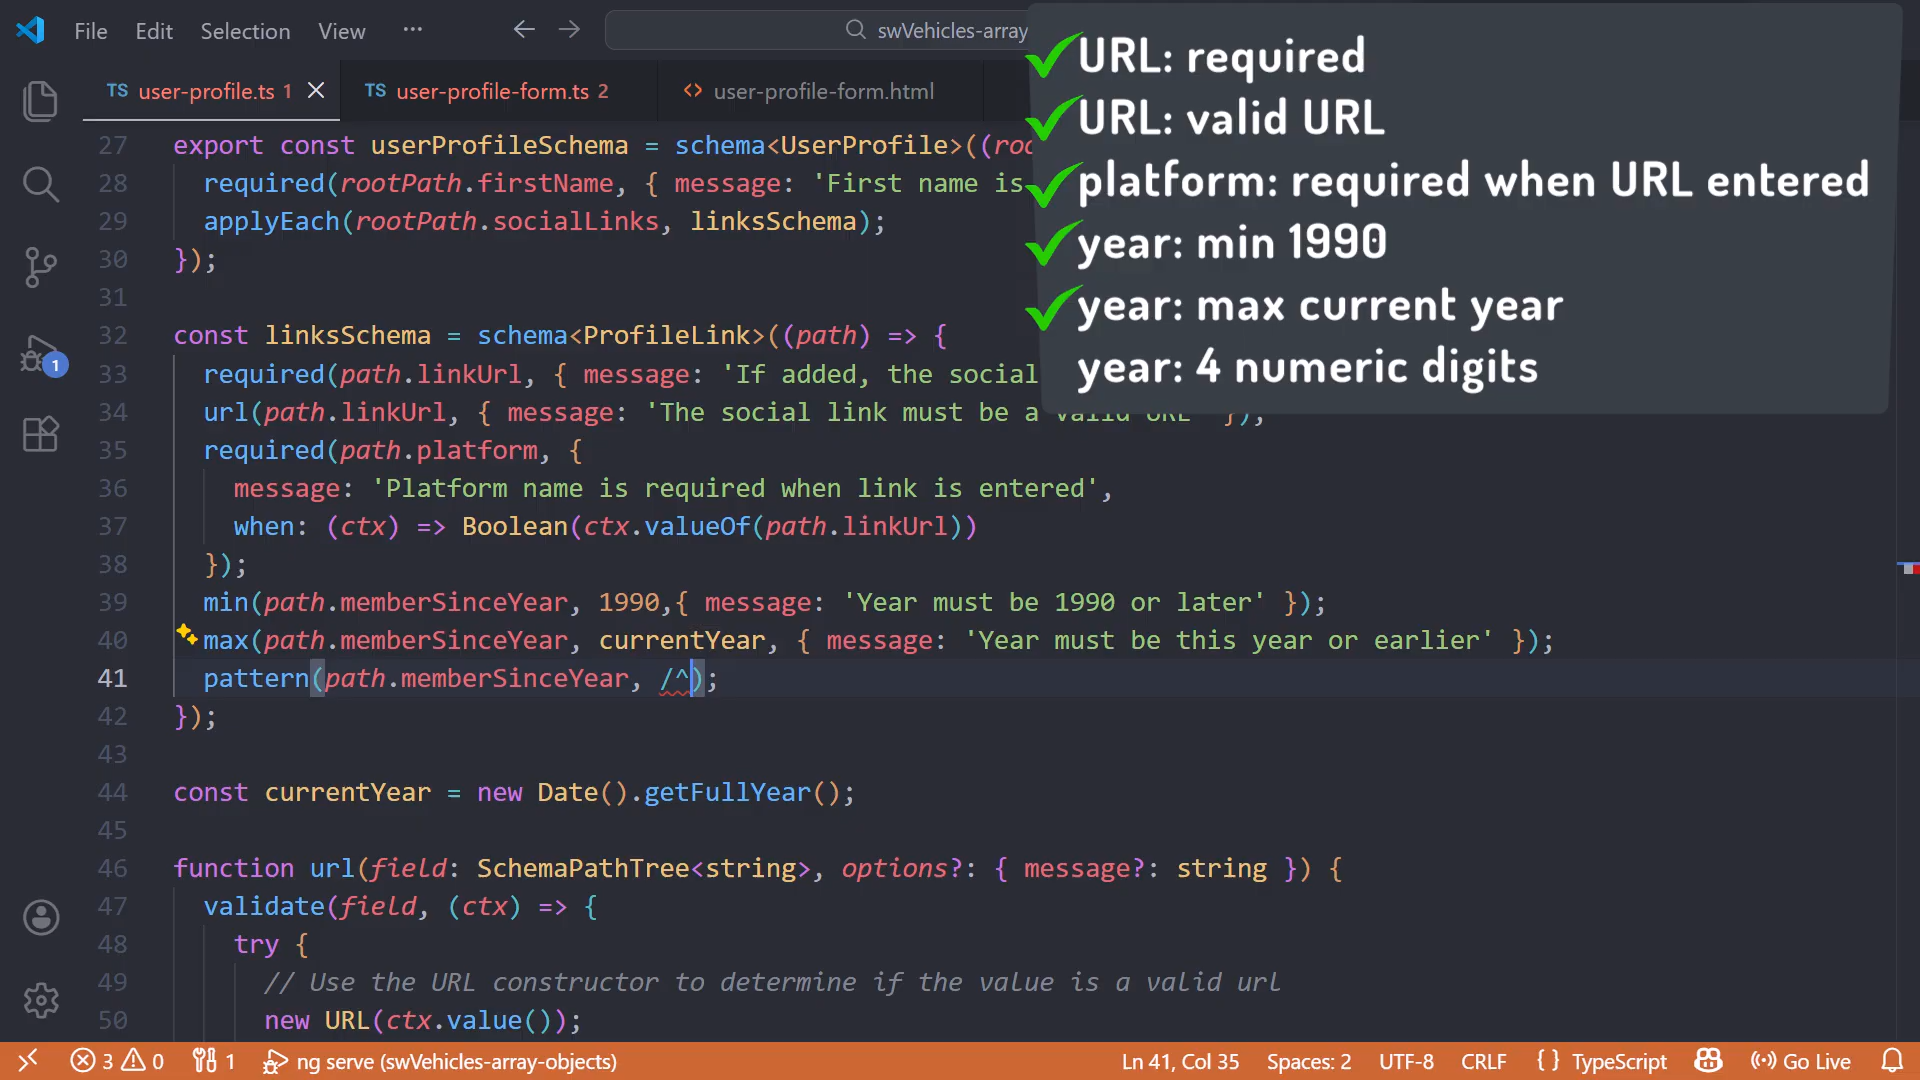 File Edit Selection View ··· swVehicles-array
TS user-profile.ts 1 TS user-profile-form.ts 2 <> user-profile-form.html
URL: required
URL: valid URL
platform: required when URL entered
year: min 1990
year: max current year
year: 4 numeric digits
27 export const userProfileSchema = schema<UserProfile>((roo
28 required(rootPath.firstName, { message: 'First name is
29 applyEach(rootPath.socialLinks, linksSchema);
30 });
31
32 const linksSchema = schema<ProfileLink>((path) => {
33 required(path.linkUrl, { message: 'If added, the social
34 url(path.linkUrl, { message: 'The social link must be a valid URL' });
35 required(path.platform, {
36 message: 'Platform name is required when link is entered',
37 when: (ctx) => Boolean(ctx.valueOf(path.linkUrl))
38 });
39 min(path.memberSinceYear, 1990,{ message: 'Year must be 1990 or later' });
40 max(path.memberSinceYear, currentYear, { message: 'Year must be this year or earlier' });
41 pattern(path.memberSinceYear, /^);
42 });
43
44 const currentYear = new Date().getFullYear();
45
46 function url(field: SchemaPathTree<string>, options?: { message?: string }) {
47 validate(field, (ctx) => {
48 try {
49 // Use the URL constructor to determine if the value is a valid url
50 new URL(ctx.value());
1
3 0 1 ng serve (swVehicles-array-objects) Ln 41, Col 35 Spaces: 2 UTF-8 CRLF { } TypeScript Go Live